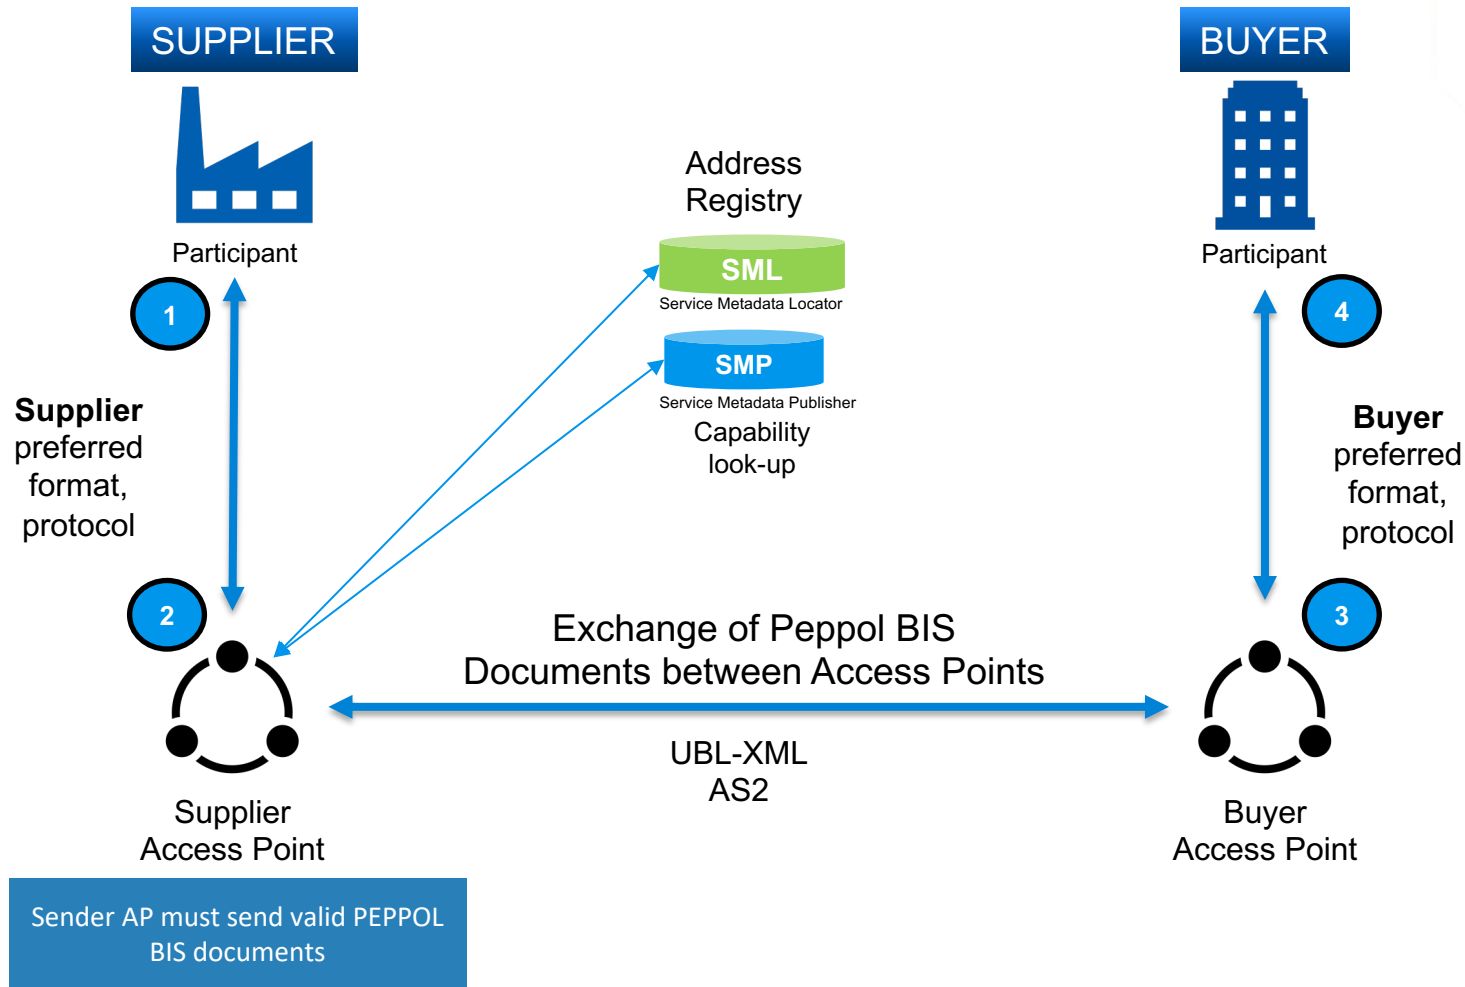 SUPPLIER
BUYER
Address
Registry
SML
Service Metadata Locator
SMP
Service Metadata Publisher
Capability
look-up
Participant
Participant
1
4
Supplier
preferred
format,
protocol
Buyer
preferred
format,
protocol
2
3
Exchange of Peppol BIS
Documents between Access Points
UBL-XML
AS2
Supplier
Access Point
Buyer
Access Point
Sender AP must send valid PEPPOL
BIS documents